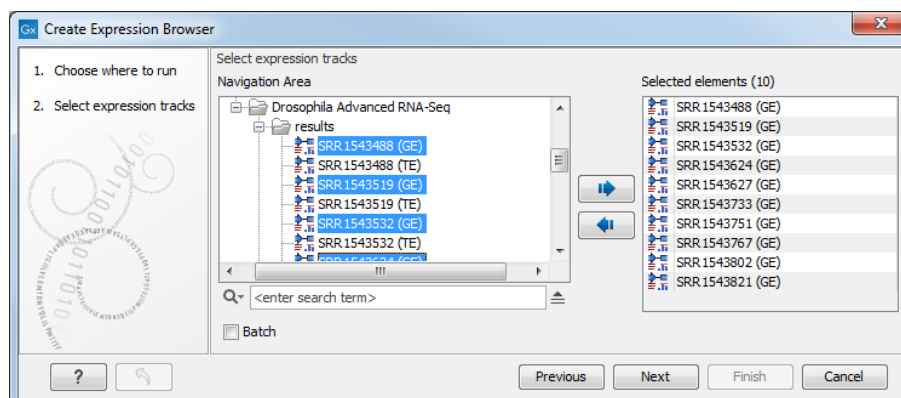 Gx Create Expression Browser
1. Choose where to run
2. Select expression tracks
Select expression tracks
Navigation Area
Drosophila Advanced RNA-Seq
results
SRR1543488 (GE)
SRR1543488 (TE)
SRR1543519 (GE)
SRR1543519 (TE)
SRR1543532 (GE)
SRR1543532 (TE)
SRR1543624 (GE)
<enter search term>
Batch
Selected elements (10)
SRR1543488 (GE)
SRR1543519 (GE)
SRR1543532 (GE)
SRR1543624 (GE)
SRR1543627 (GE)
SRR1543733 (GE)
SRR1543751 (GE)
SRR1543767 (GE)
SRR1543802 (GE)
SRR1543821 (GE)
?
Previous
Next
Finish
Cancel